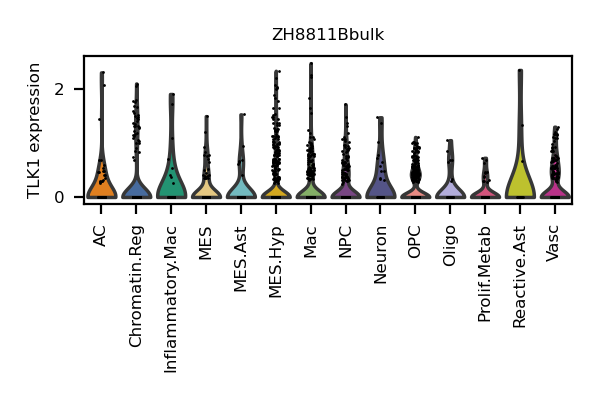 ZH8811Bbulk
TLK1 expression
2
0
AC
Chromatin.Reg
Inflammatory.Mac
MES
MES.Ast
MES.Hyp
Mac
NPC
Neuron
OPC
Oligo
Prolif.Metab
Reactive.Ast
Vasc